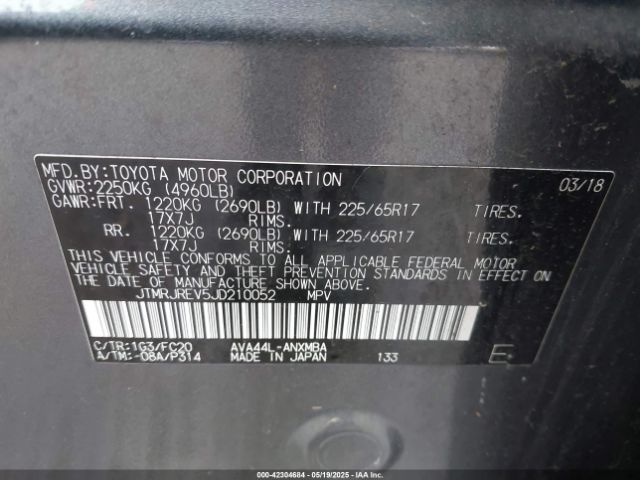 MFD.BY:TOYOTA MOTOR CORPORATION 03/18
GVWR:2250KG (4960LB)
GAWR:FRT. 1220KG (2690LB) WITH 225/65R17 TIRES.
17X7J RIMS.
RR. 1220KG (2690LB) WITH 225/65R17 TIRES.
17X7J RIMS.
THIS VEHICLE CONFORMS TO ALL APPLICABLE FEDERAL MOTOR
VEHICLE SAFETY AND THEFT PREVENTION STANDARDS IN EFFECT ON
THE DATE OF MANUFACTURE SHOWN ABOVE.
JTMRJREV5JD210052 MPV
C/TR:1G3/FC20 AVA44L-ANXMBA
A/TM:-08A/P314 MADE IN JAPAN 133 E
000-42304684 | 05/19/2025 | IAAI.COM